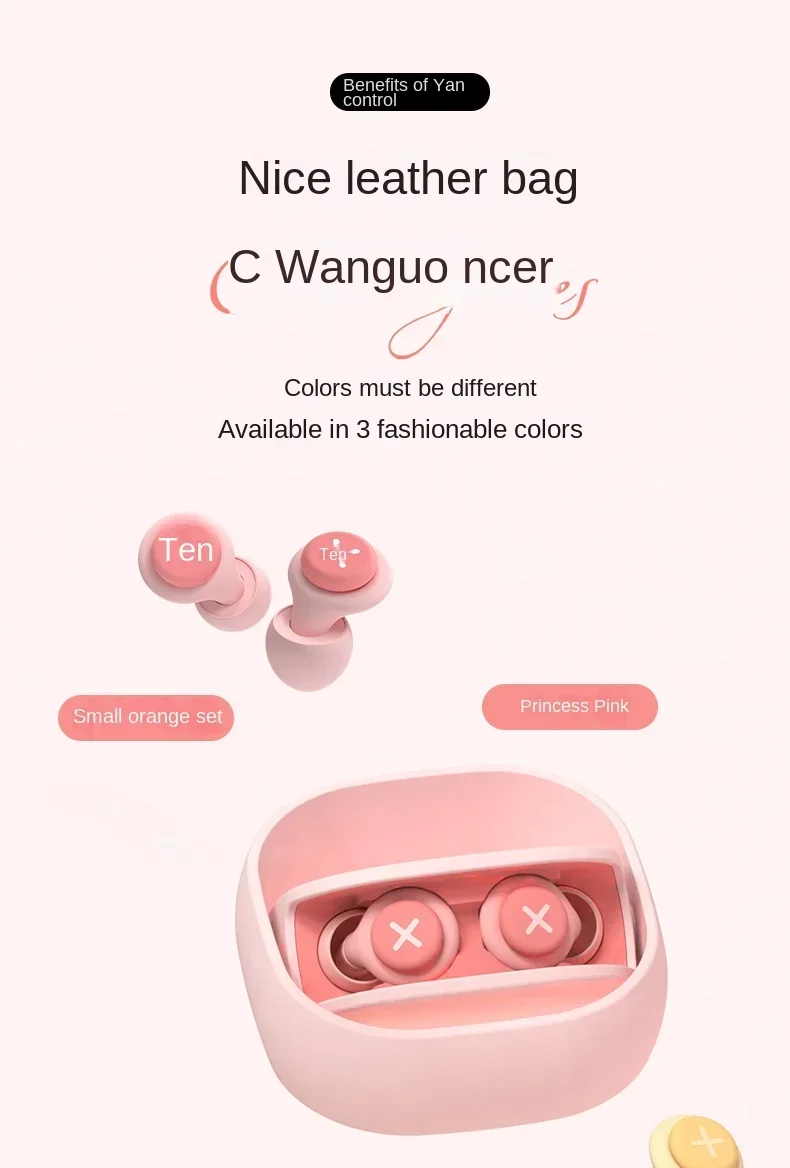 Benefits of Yan
control
Nice leather bag
C Wanguo ncer
Colors must be different
Available in 3 fashionable colors
Ten
Ten
Small orange set
Princess Pink